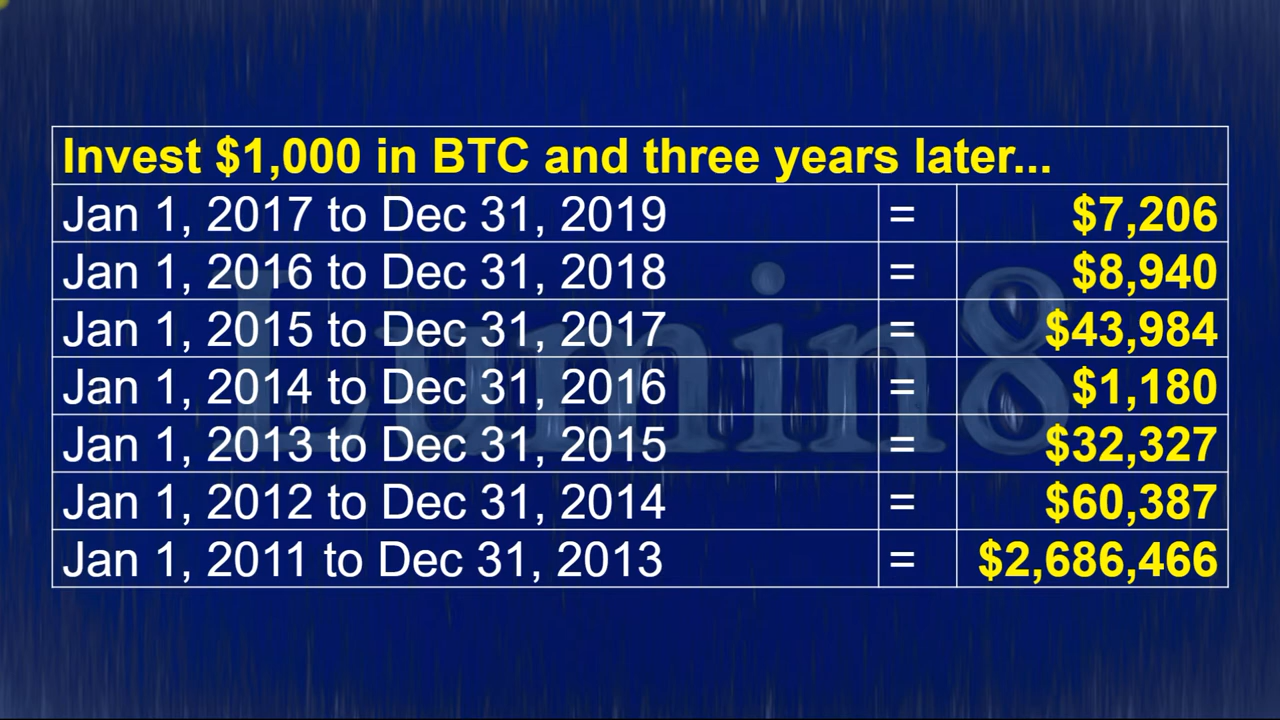 Invest $1,000 in BTC and three years later...
Jan 1, 2017 to Dec 31, 2019 = $7,206
Jan 1, 2016 to Dec 31, 2018 = $8,940
Jan 1, 2015 to Dec 31, 2017 = $43,984
Jan 1, 2014 to Dec 31, 2016 = $1,180
Jan 1, 2013 to Dec 31, 2015 = $32,327
Jan 1, 2012 to Dec 31, 2014 = $60,387
Jan 1, 2011 to Dec 31, 2013 = $2,686,466
Lumin8